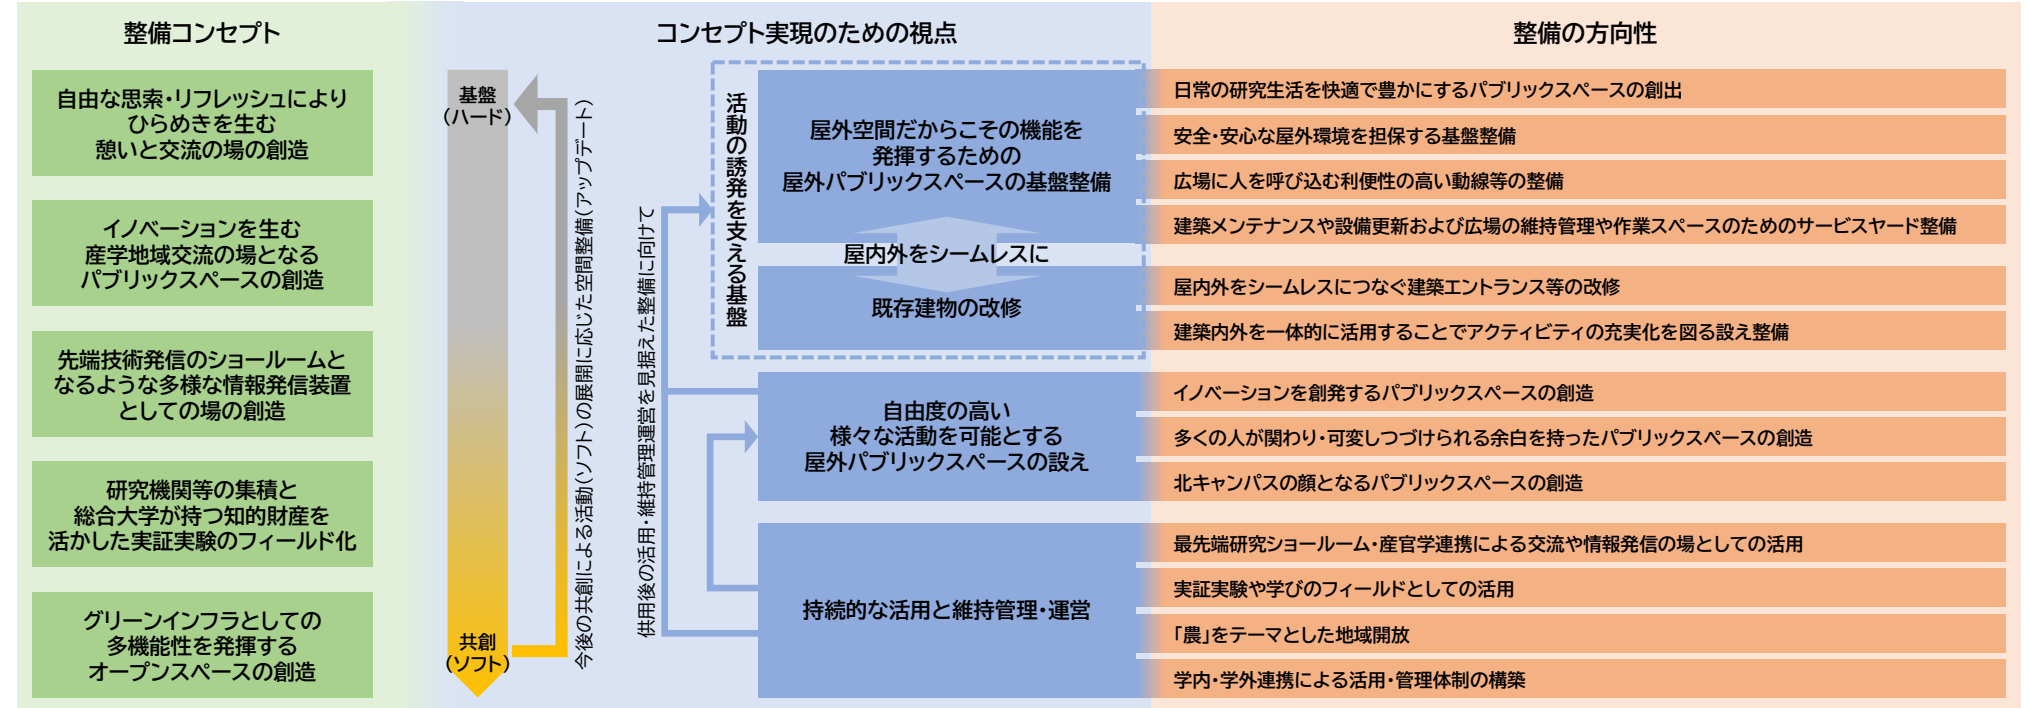 整備コンセプト
自由な思索・リフレッシュにより
ひらめきを生む
憩いと交流の場の創造
イノベーションを生む
産学地域交流の場となる
パブリックスペースの創造
先端技術発信のショールームと
なるような多様な情報発信装置
としての場の創造
研究機関等の集積と
総合大学が持つ知的財産を
活かした実証実験のフィールド化
グリーンインフラとしての
多機能性を発揮する
オープンスペースの創造
コンセプト実現のための視点
基盤
(ハード)
共創
(ソフト)
今後の共創による活動(ソフト)の展開に応じた空間整備(アップデート)
供用後の活用・維持管理運営を見据えた整備に向けて
活動の誘発を支える基盤
屋外空間だからこその機能を
発揮するための
屋外パブリックスペースの基盤整備
屋内外をシームレスに
既存建物の改修
自由度の高い
様々な活動を可能とする
屋外パブリックスペースの設え
持続的な活用と維持管理・運営
整備の方向性
日常の研究生活を快適で豊かにするパブリックスペースの創出
安全・安心な屋外環境を担保する基盤整備
広場に人を呼び込む利便性の高い動線等の整備
建築メンテナンスや設備更新および広場の維持管理や作業スペースのためのサービスヤード整備
屋内外をシームレスにつなぐ建築エントランス等の改修
建築内外を一体的に活用することでアクティビティの充実化を図る設え整備
イノベーションを創発するパブリックスペースの創造
多くの人が関わり・可変しつづけられる余白を持ったパブリックスペースの創造
北キャンパスの顔となるパブリックスペースの創造
最先端研究ショールーム・産官学連携による交流や情報発信の場としての活用
実証実験や学びのフィールドとしての活用
「農」をテーマとした地域開放
学内・学外連携による活用・管理体制の構築